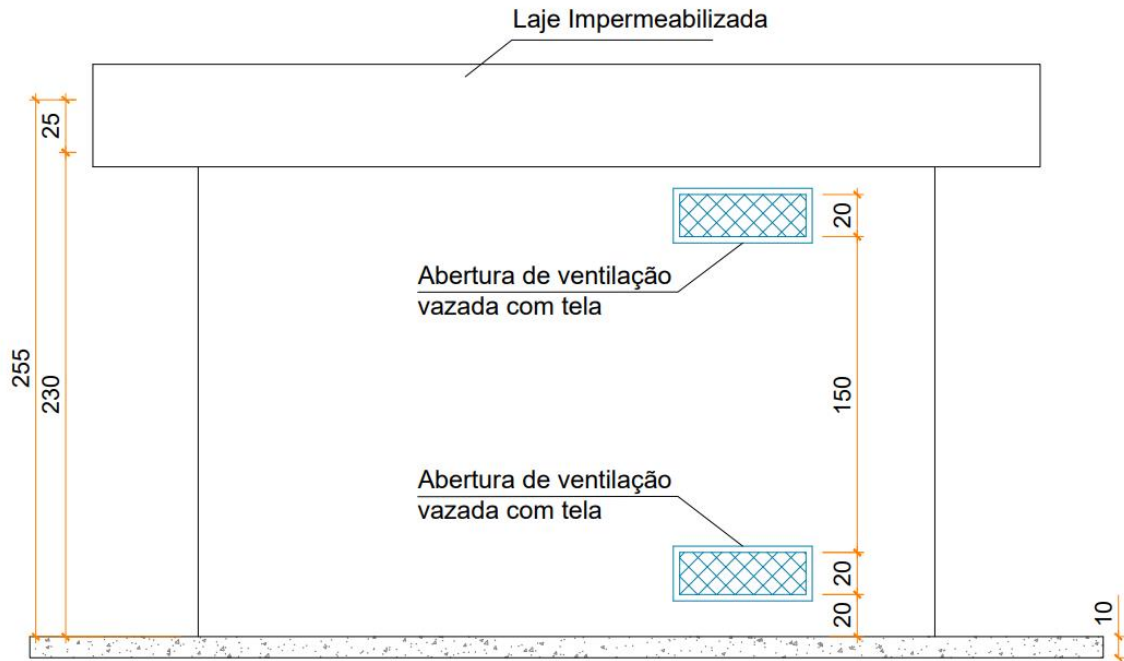 Laje Impermeabilizada
25
20
Abertura de ventilação
vazada com tela
255
230
150
Abertura de ventilação
vazada com tela
20
20
10